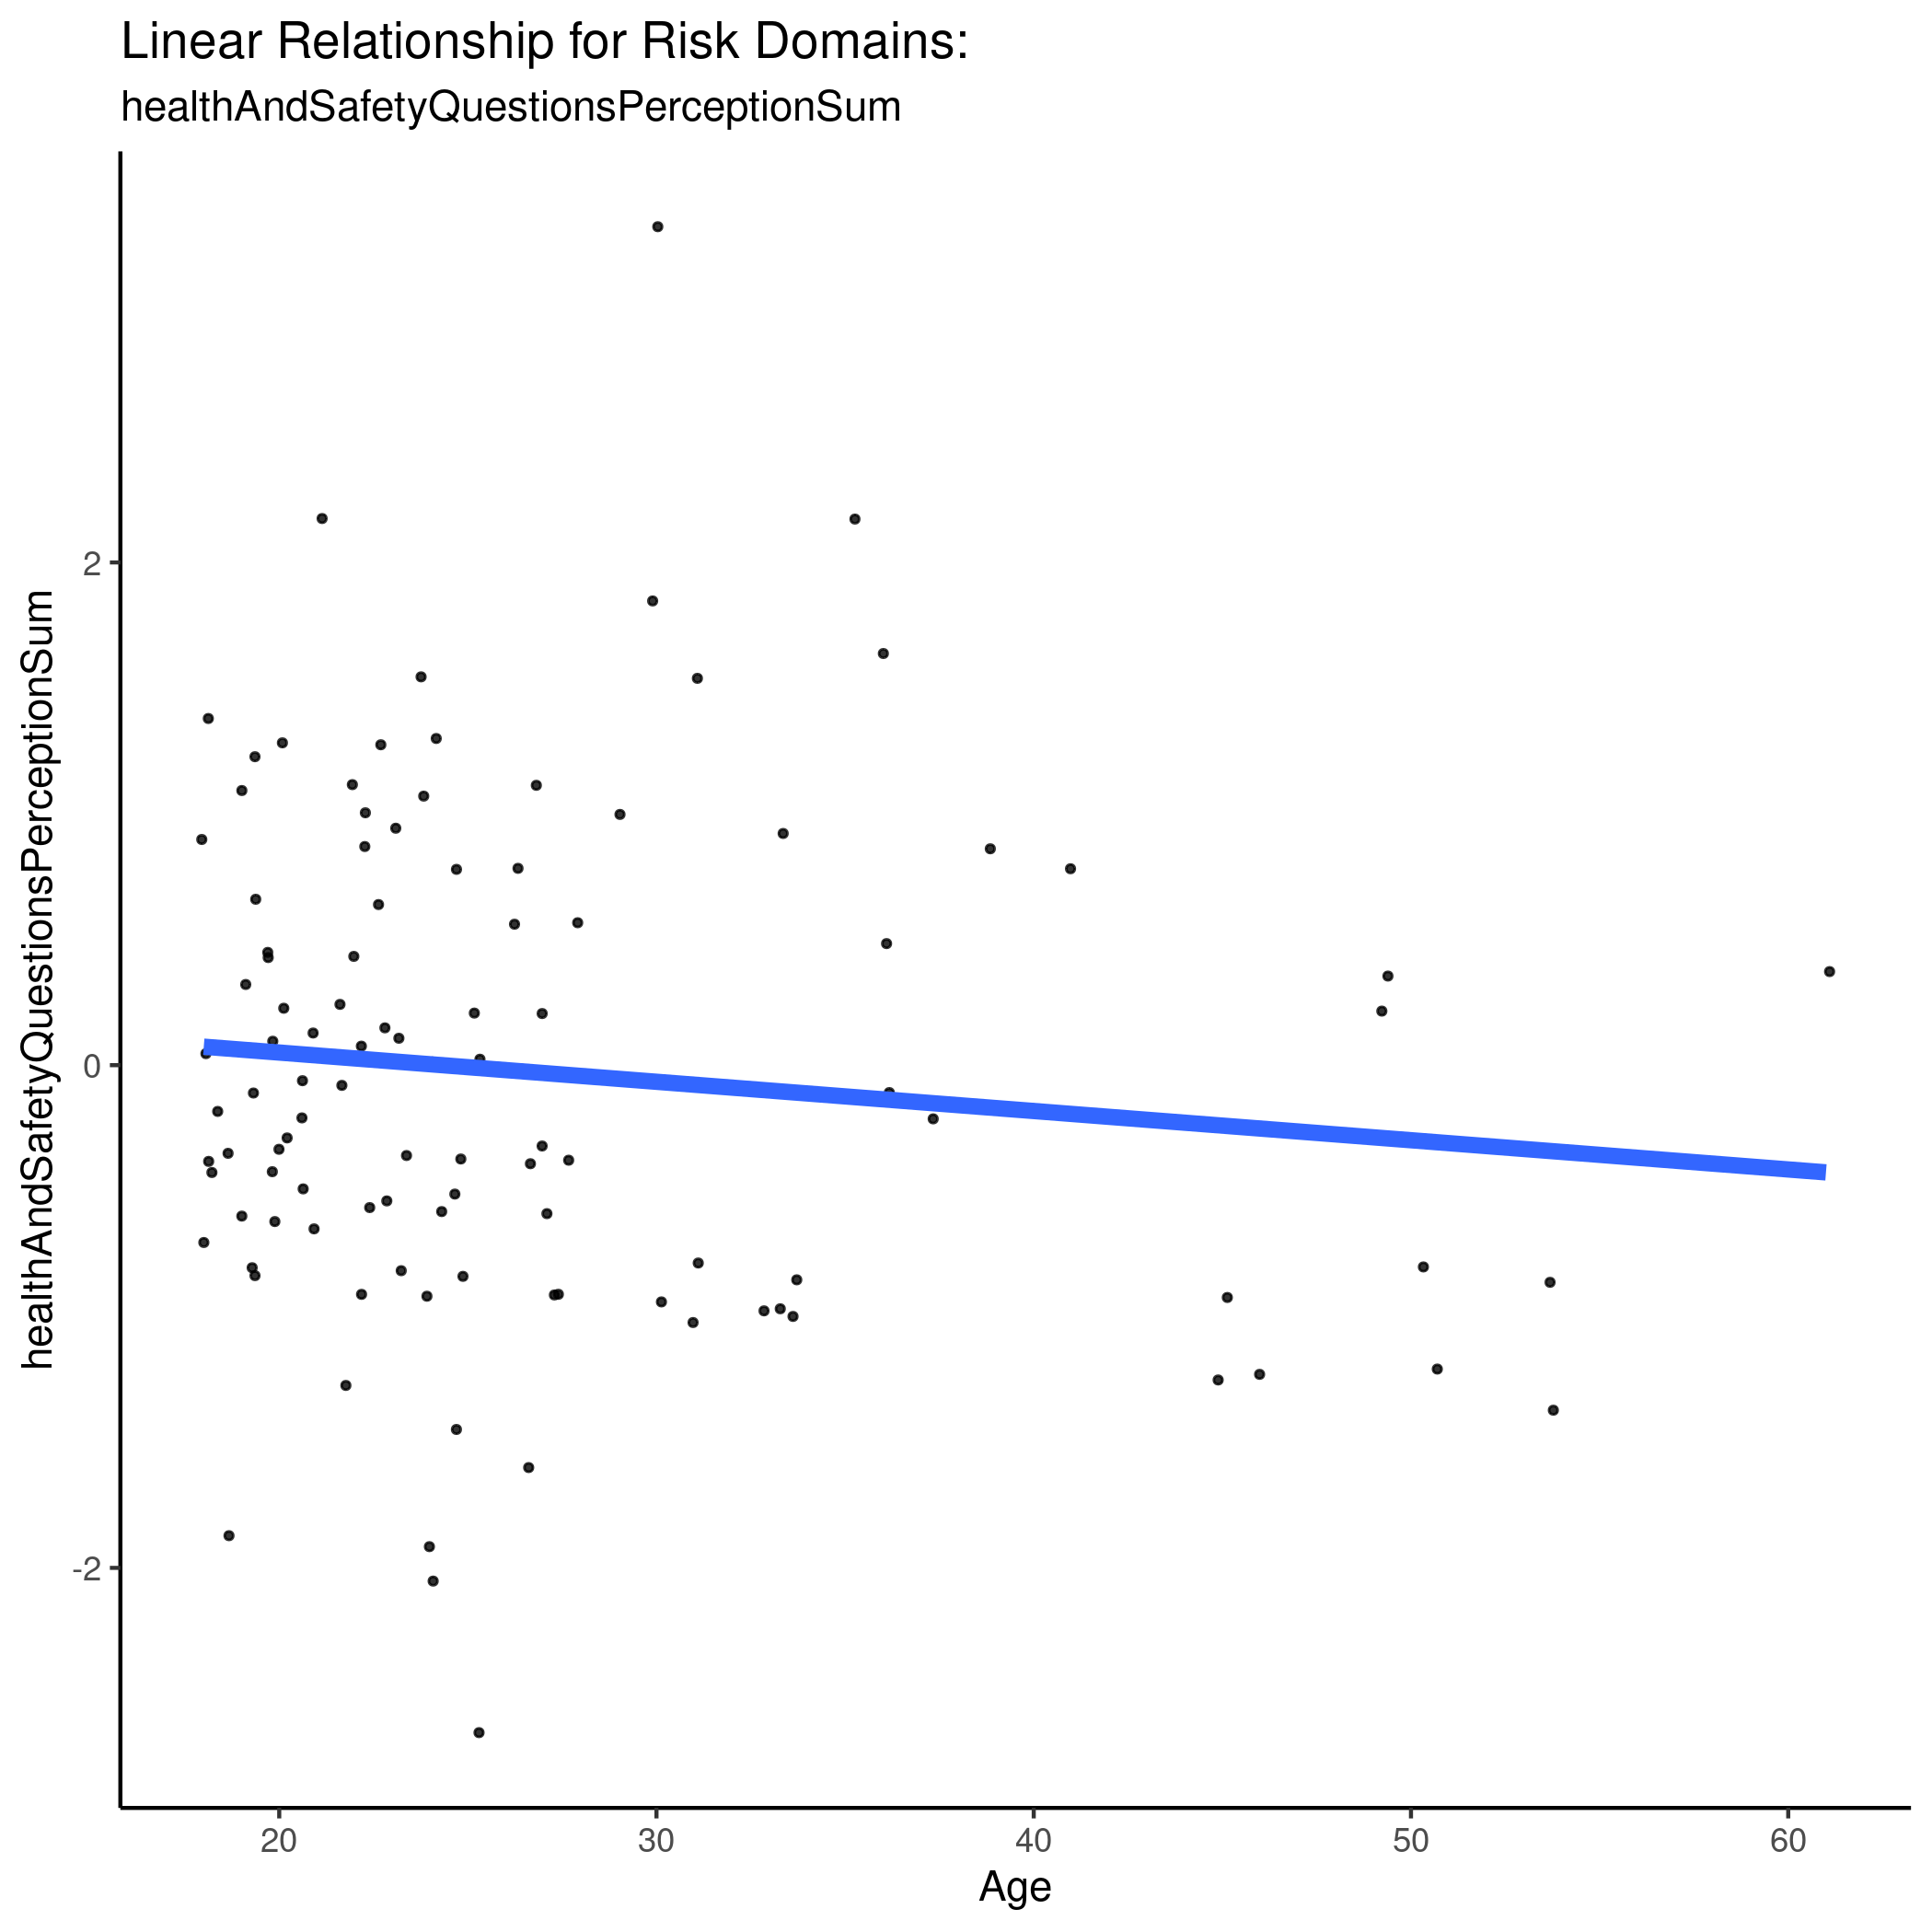 Linear Relationship for Risk Domains:
healthAndSafetyQuestionsPerceptionSum
healthAndSafetyQuestionsPerceptionSum
2
0
-2
20
30
40
50
60
Age